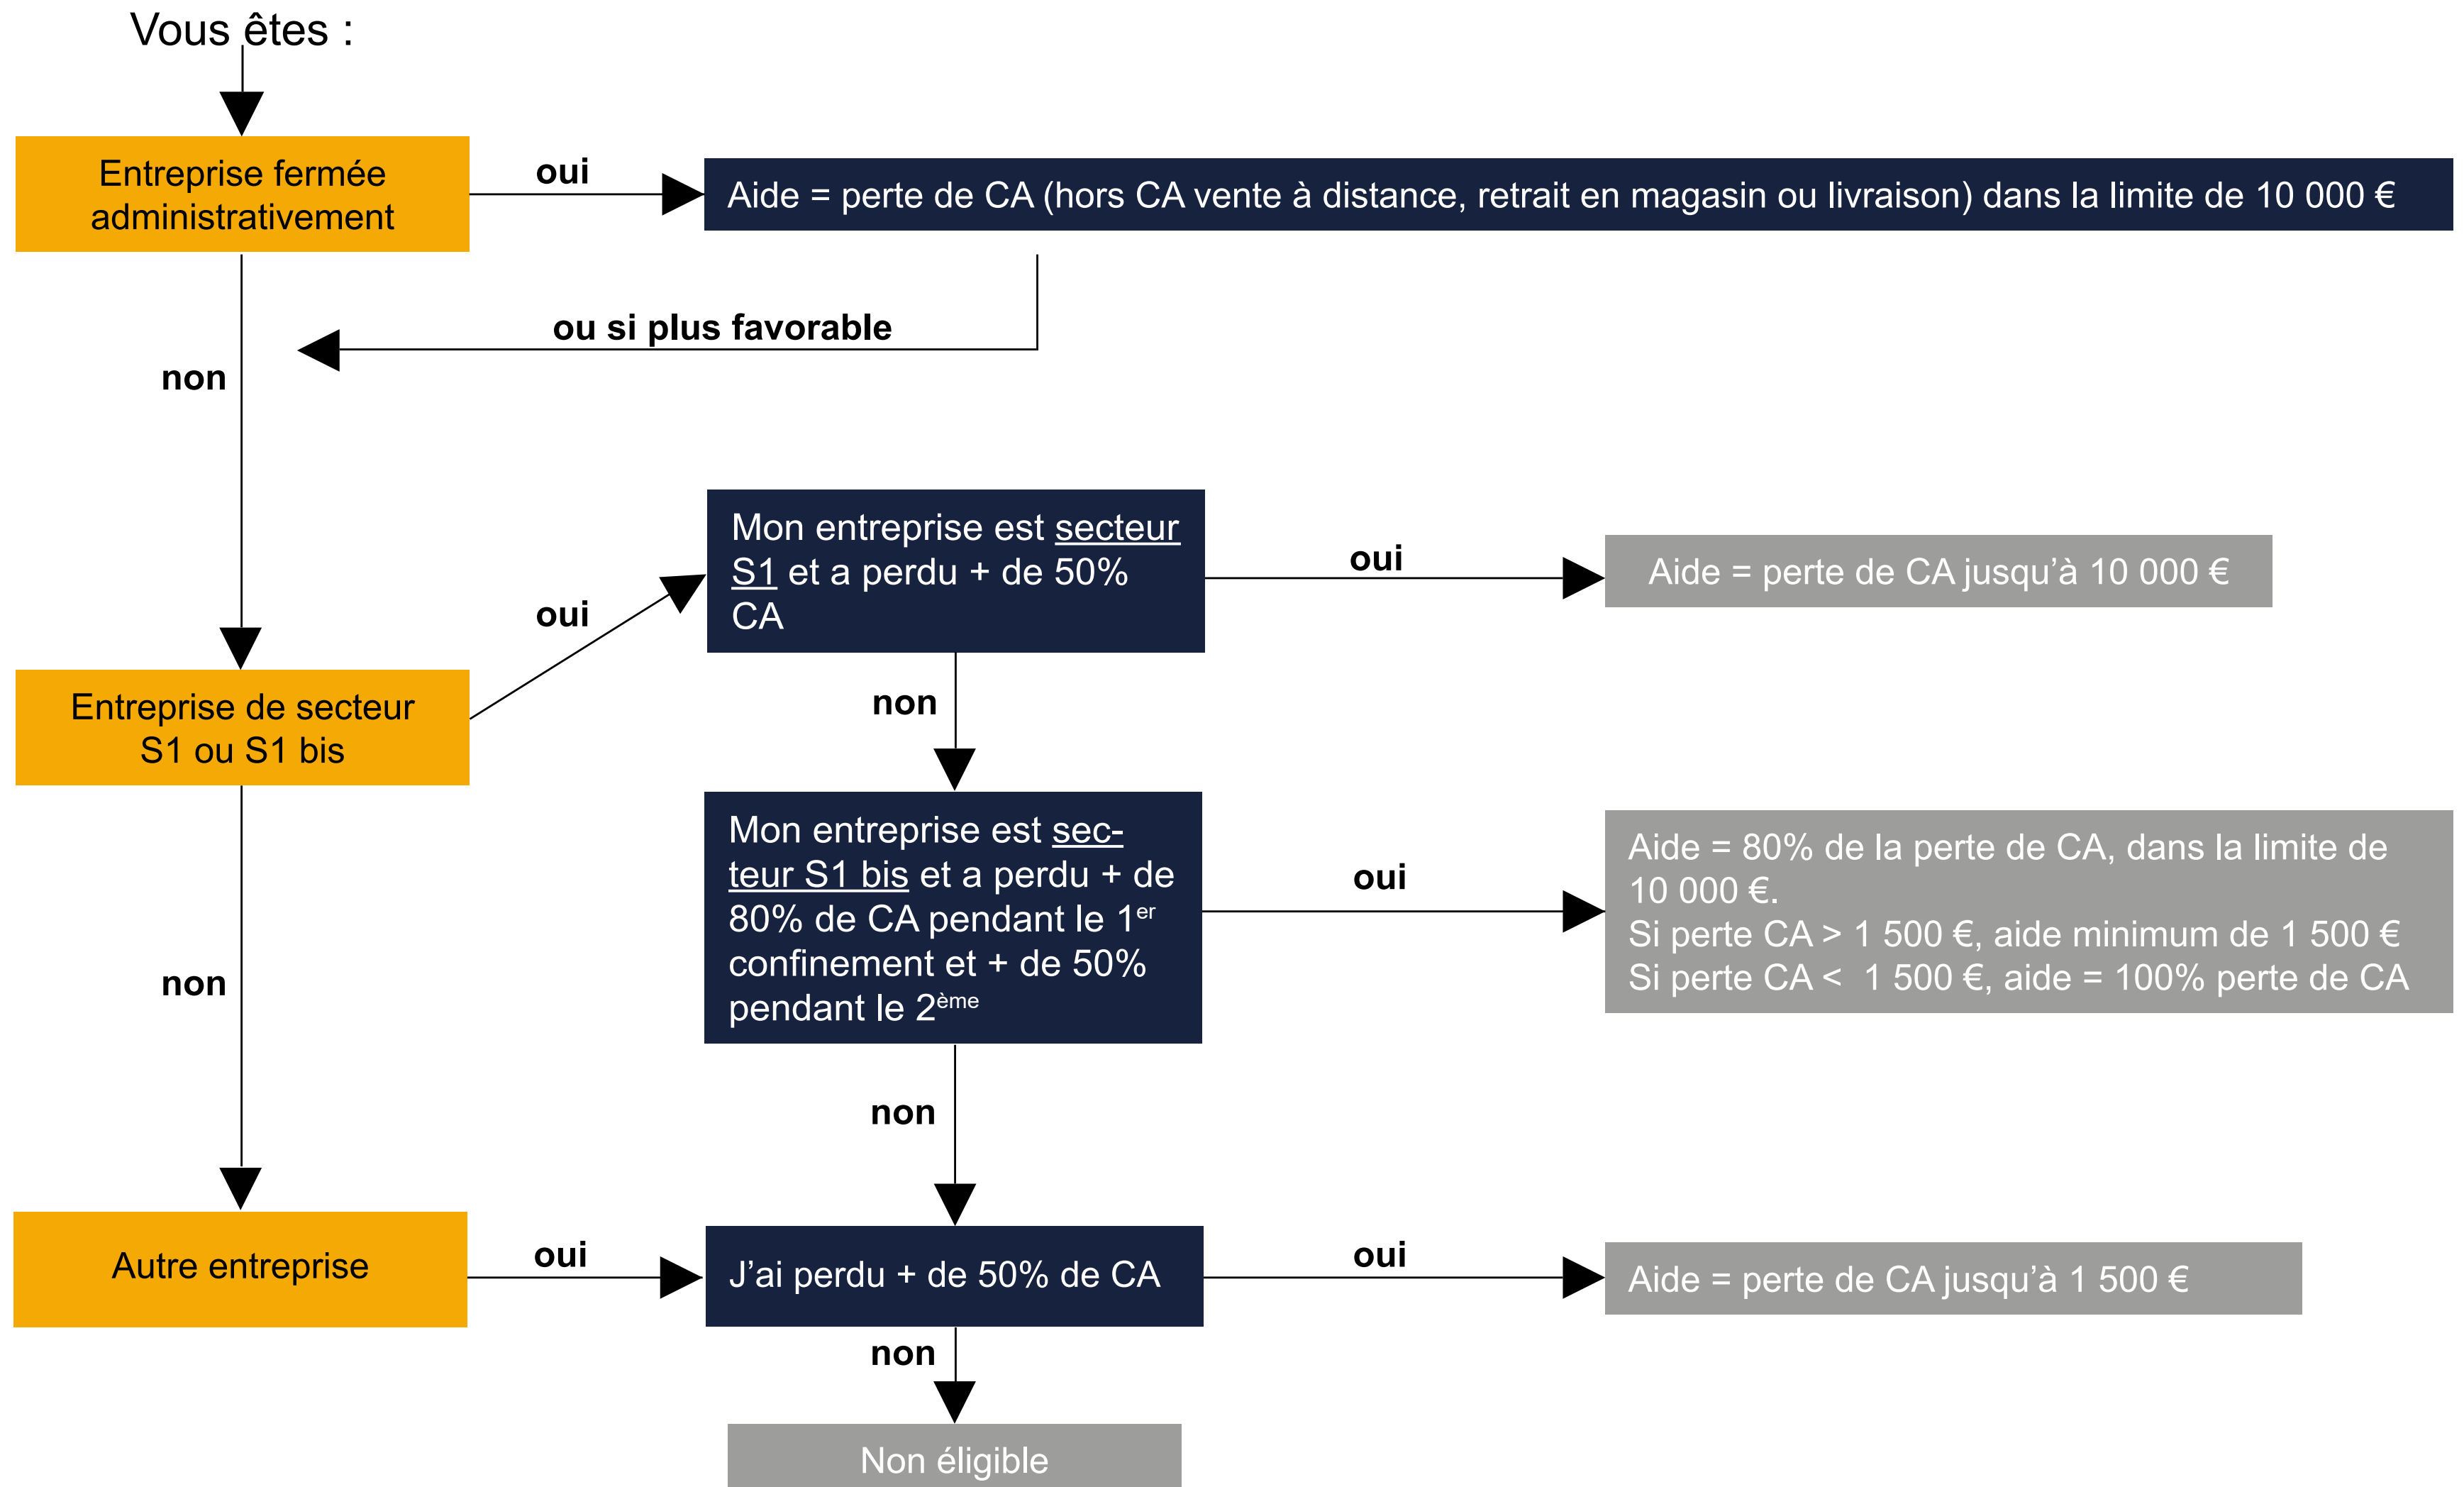 Vous êtes :
Entreprise fermée
administrativement
oui
Aide = perte de CA (hors CA vente à distance, retrait en magasin ou livraison) dans la limite de 10 000 €
ou si plus favorable
non
Mon entreprise est secteur
S1 et a perdu + de 50%
CA
oui
Aide = perte de CA jusqu’à 10 000 €
oui
Entreprise de secteur
S1 ou S1 bis
non
Mon entreprise est sec-
teur S1 bis et a perdu + de
80% de CA pendant le 1er
confinement et + de 50%
pendant le 2ème
oui
Aide = 80% de la perte de CA, dans la limite de
10 000 €.
Si perte CA > 1 500 €, aide minimum de 1 500 €
Si perte CA <  1 500 €, aide = 100% perte de CA
non
non
Autre entreprise
oui
J’ai perdu + de 50% de CA
oui
Aide = perte de CA jusqu’à 1 500 €
non
Non éligible